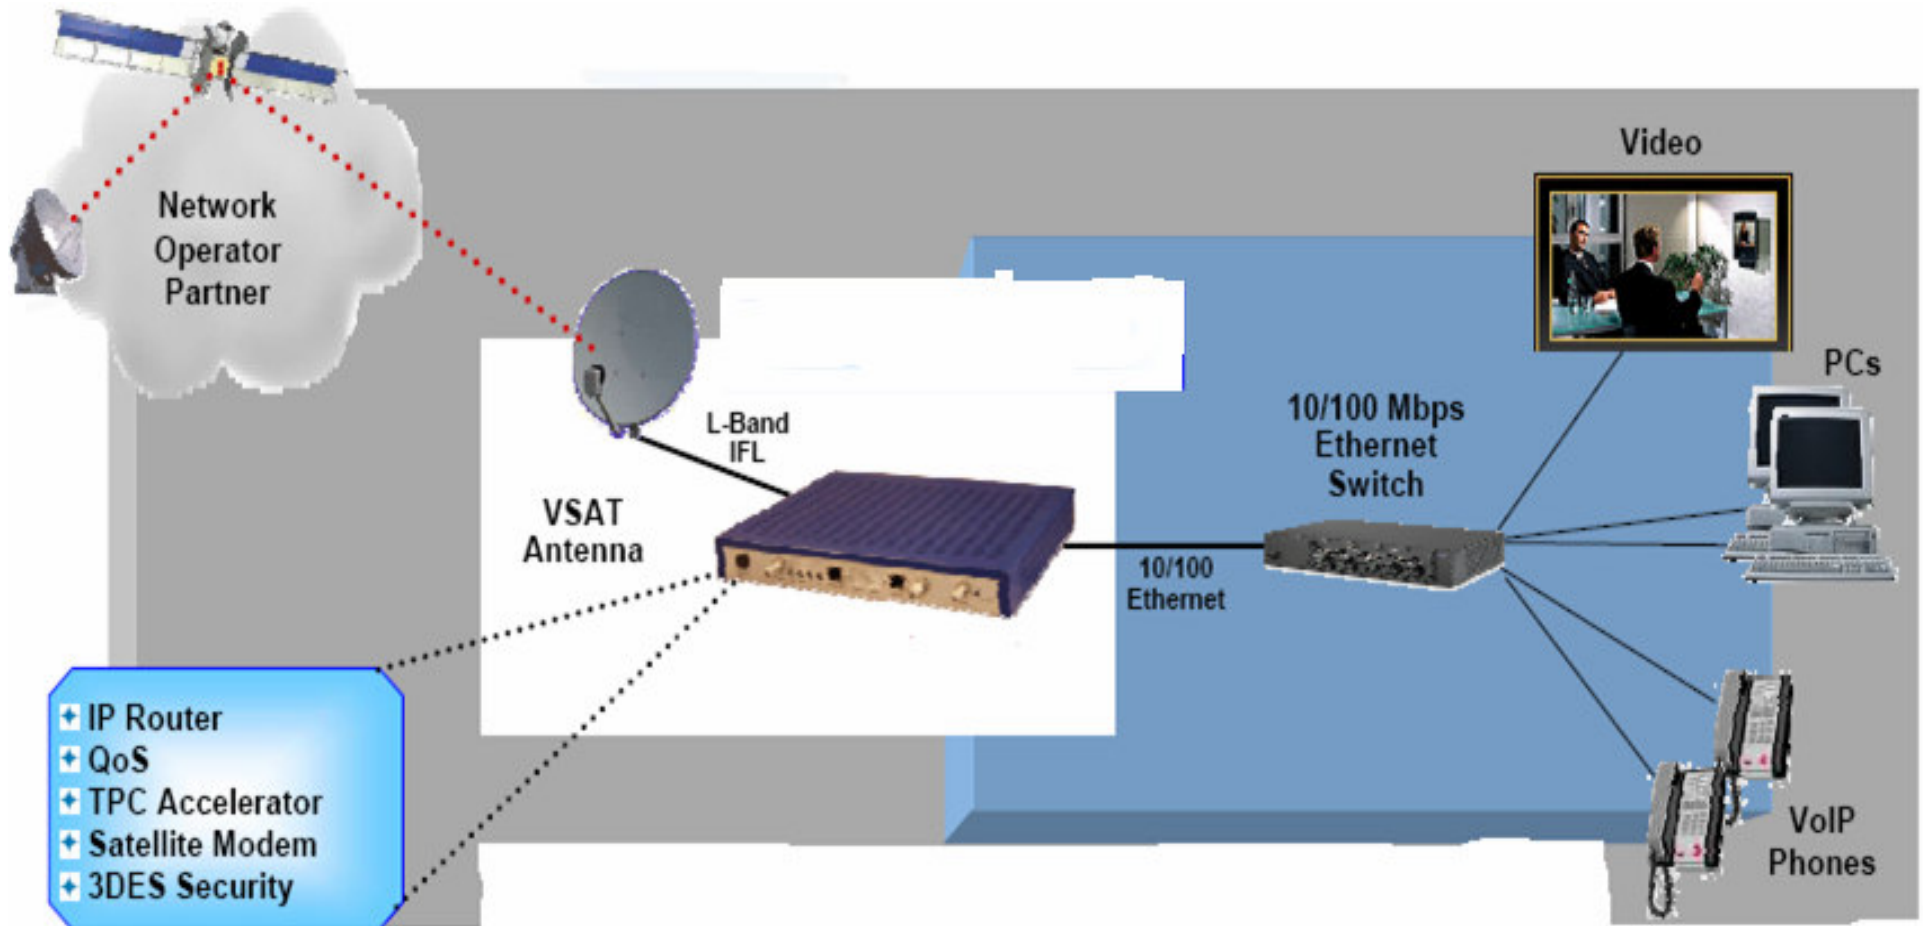 Network
Operator
Partner
Video
PCs
L-Band
IFL
10/100 Mbps
Ethernet
Switch
VSAT
Antenna
10/100
Ethernet
IP Router
QoS
TPC Accelerator
Satellite Modem
3DES Security
VoIP
Phones